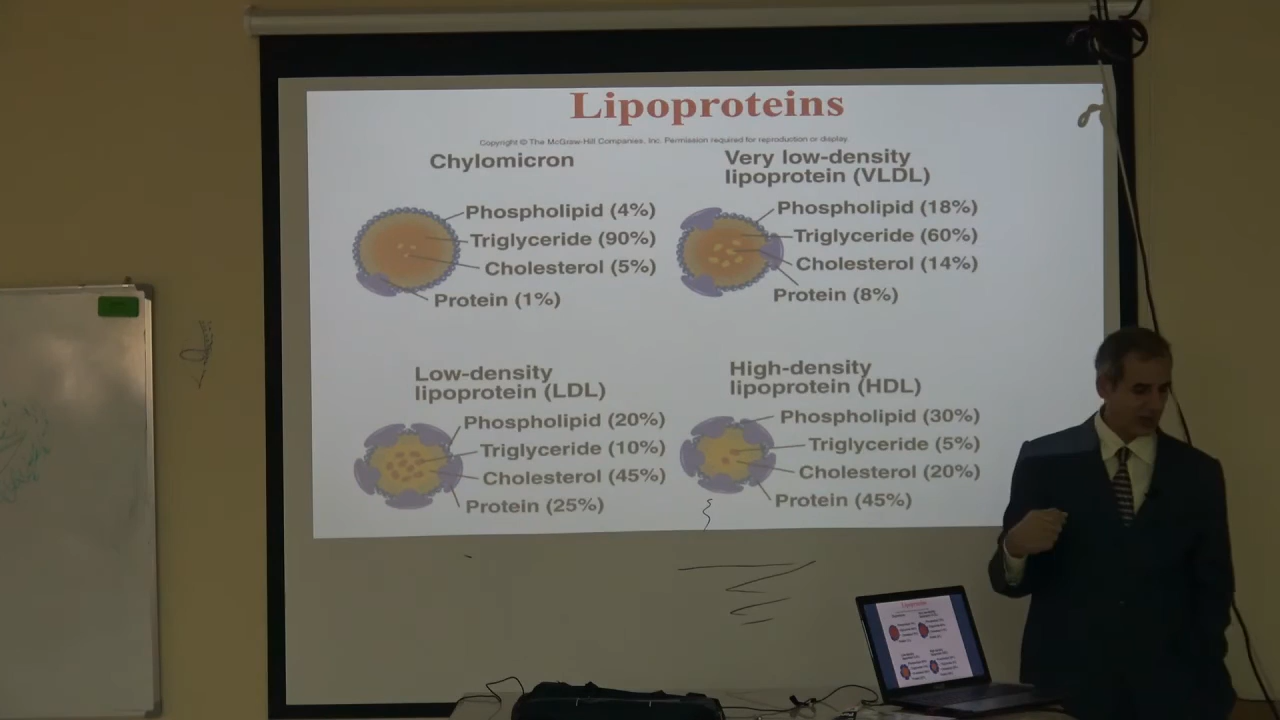 Lipoproteins
Copyright © The McGraw-Hill Companies, Inc. Permission required for reproduction or display.
Chylomicron
Phospholipid (4%)
Triglyceride (90%)
Cholesterol (5%)
Protein (1%)
Very low-density
lipoprotein (VLDL)
Phospholipid (18%)
Triglyceride (60%)
Cholesterol (14%)
Protein (8%)
Low-density
lipoprotein (LDL)
Phospholipid (20%)
Triglyceride (10%)
Cholesterol (45%)
Protein (25%)
High-density
lipoprotein (HDL)
Phospholipid (30%)
Triglyceride (5%)
Cholesterol (20%)
Protein (45%)
Lipoproteins